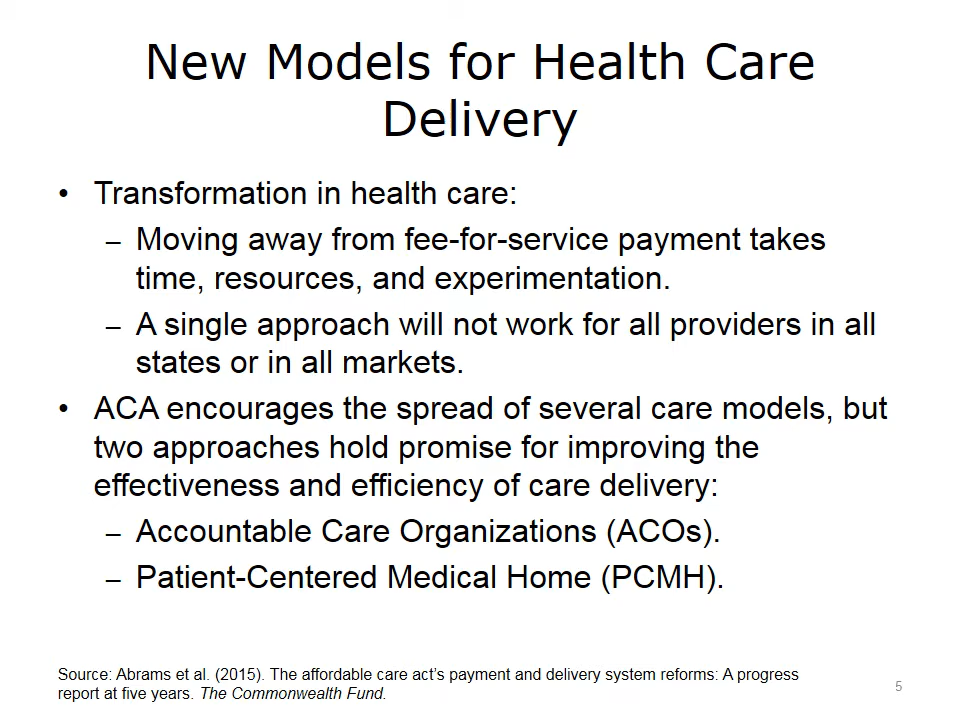 New Models for Health Care
Delivery
• Transformation in health care:
– Moving away from fee-for-service payment takes
time, resources, and experimentation.
– A single approach will not work for all providers in all
states or in all markets.
• ACA encourages the spread of several care models, but
two approaches hold promise for improving the
effectiveness and efficiency of care delivery:
– Accountable Care Organizations (ACOs).
– Patient-Centered Medical Home (PCMH).
Source: Abrams et al. (2015). The affordable care act’s payment and delivery system reforms: A progress
report at five years. The Commonwealth Fund.
5